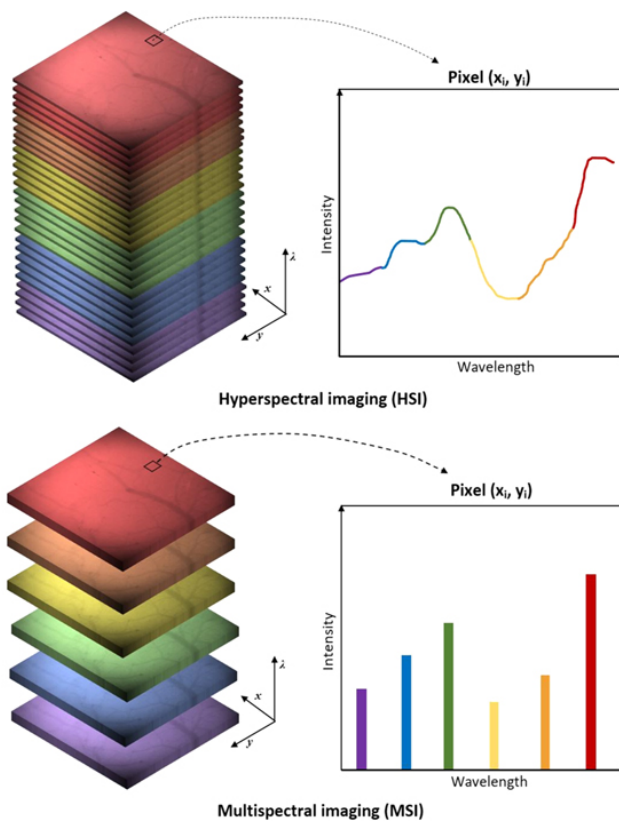 Pixel (xᵢ, yᵢ)
Intensity
λ
x
y
Wavelength
Hyperspectral imaging (HSI)
Pixel (xᵢ, yᵢ)
Intensity
λ
x
y
Wavelength
Multispectral imaging (MSI)